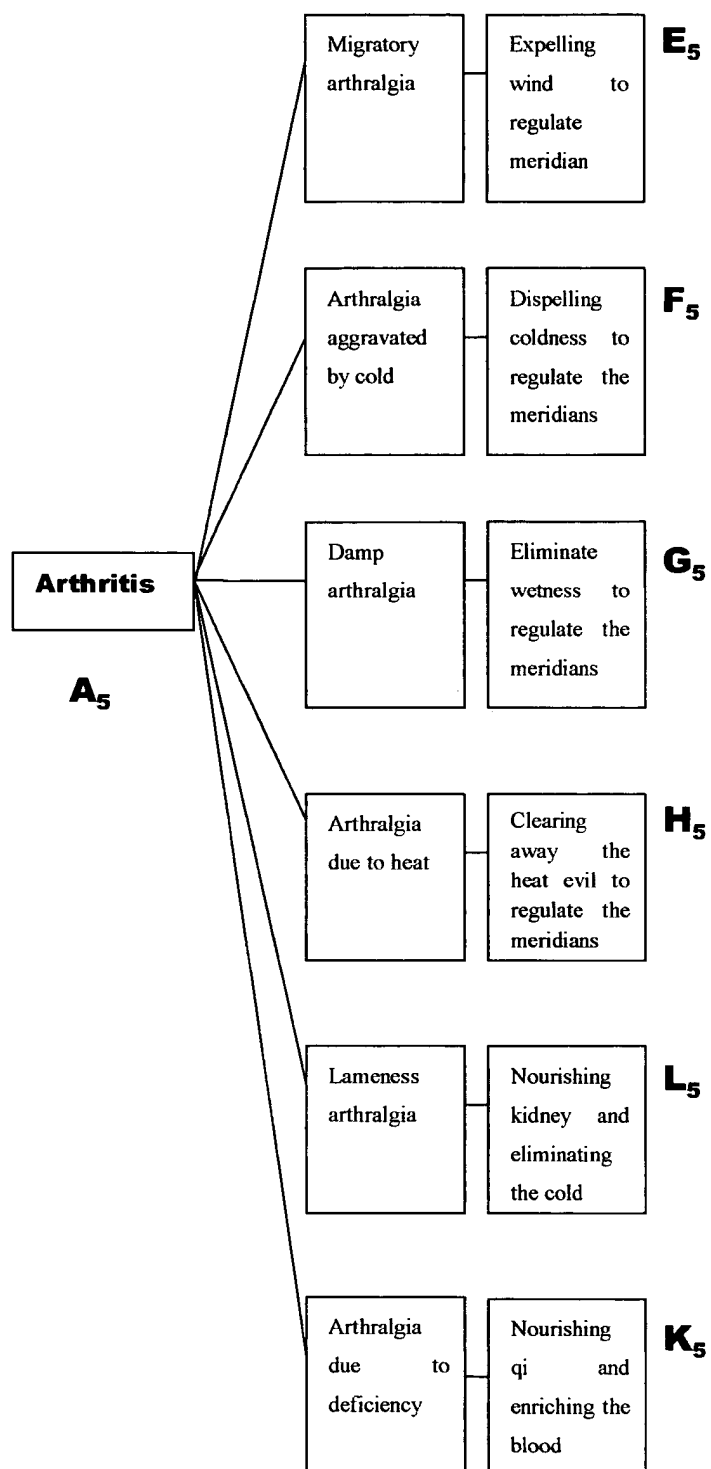 Migratory
arthralgia
Expelling
wind to
regulate
meridian
E5
Arthralgia
aggravated
by cold
Dispelling
coldness to
regulate the
meridians
F5
Arthritis
A5
Damp
arthralgia
Eliminate
wetness to
regulate the
meridians
G5
Arthralgia
due to heat
Clearing
away the
heat evil to
regulate the
meridians
H5
Lameness
arthralgia
Nourishing
kidney and
eliminating
the cold
L5
Arthralgia
due to
deficiency
Nourishing
qi and
enriching the
blood
K5